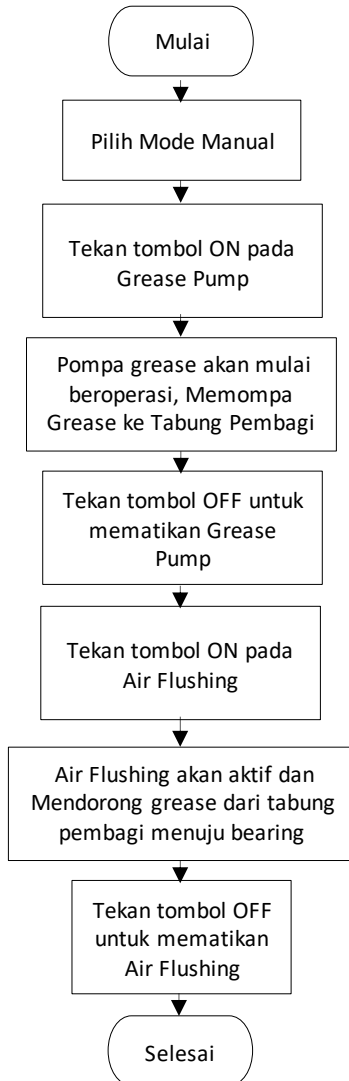 Mulai
Pilih Mode Manual
Tekan tombol ON pada
Grease Pump
Pompa grease akan mulai
beroperasi, Memompa
Grease ke Tabung Pembagi
Tekan tombol OFF untuk
mematikan Grease
Pump
Tekan tombol ON pada
Air Flushing
Air Flushing akan aktif dan
Mendorong grease dari tabung
pembagi menuju bearing
Tekan tombol OFF
untuk mematikan
Air Flushing
Selesai